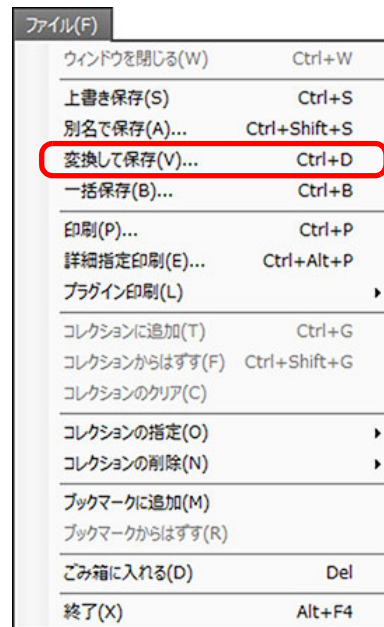 ファイル(F)
ウィンドウを閉じる(W) Ctrl+W
上書き保存(S) Ctrl+S
別名で保存(A)... Ctrl+Shift+S
変換して保存(V)... Ctrl+D
一括保存(B)... Ctrl+B
印刷(P)... Ctrl+P
詳細指定印刷(E)... Ctrl+Alt+P
プラグイン印刷(L)
コレクションに追加(T) Ctrl+G
コレクションからはずす(F) Ctrl+Shift+G
コレクションのクリア(C)
コレクションの指定(O)
コレクションの削除(N)
ブックマークに追加(M)
ブックマークからはずす(R)
ごみ箱に入れる(D) Del
終了(X) Alt+F4